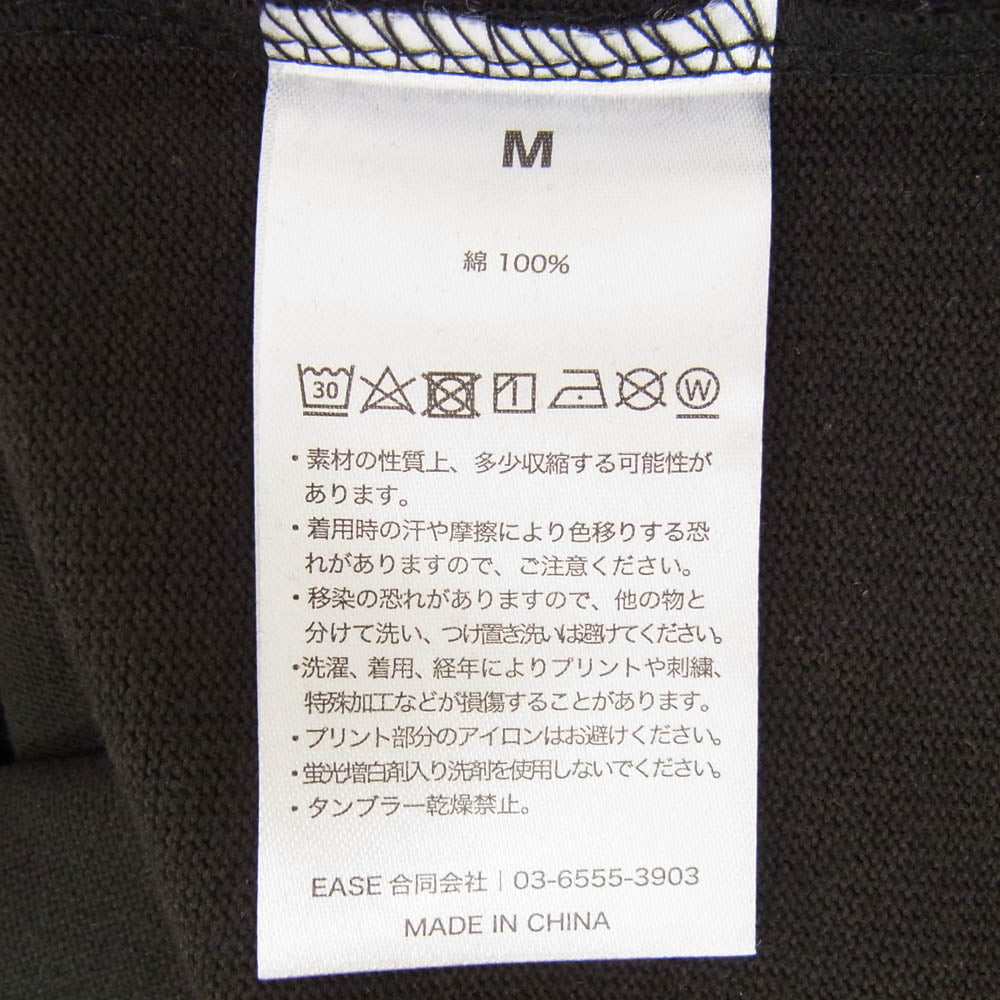 M
綿 100%
30 W
・素材の性質上、多少収縮する可能性が
あります。
・着用時の汗や摩擦により色移りする恐
れがありますので、ご注意ください。
・移染の恐れがありますので、他の物と
分けて洗い、つけ置き洗いは避けてください。
・洗濯、着用、経年によりプリントや刺繍、
特殊加工などが損傷することがあります。
・プリント部分のアイロンはお避けください。
・蛍光増白剤入り洗剤を使用しないでください。
・タンブラー乾燥禁止。
EASE 合同会社 | 03-6555-3903
MADE IN CHINA